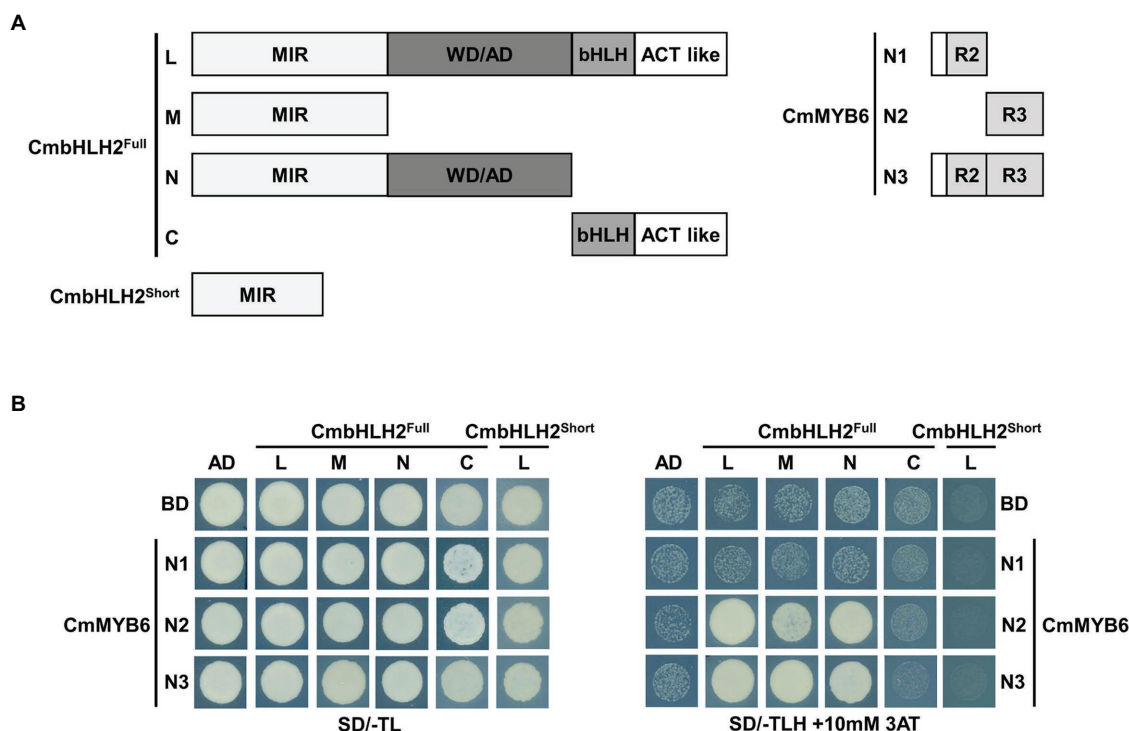 A
L MIR WD/AD bHLH ACT like N1 R2
M MIR CmMYB6 N2 R3
CmbHLH2Full
N MIR WD/AD N3 R2 R3
C bHLH ACT like
CmbHLH2Short MIR
B
CmbHLH2Full CmbHLH2Short CmbHLH2Full CmbHLH2Short
AD L M N C L AD L M N C L
BD BD
N1 N1
CmMYB6 N2 N2 CmMYB6
N3 N3
SD/-TL SD/-TLH +10mM 3AT